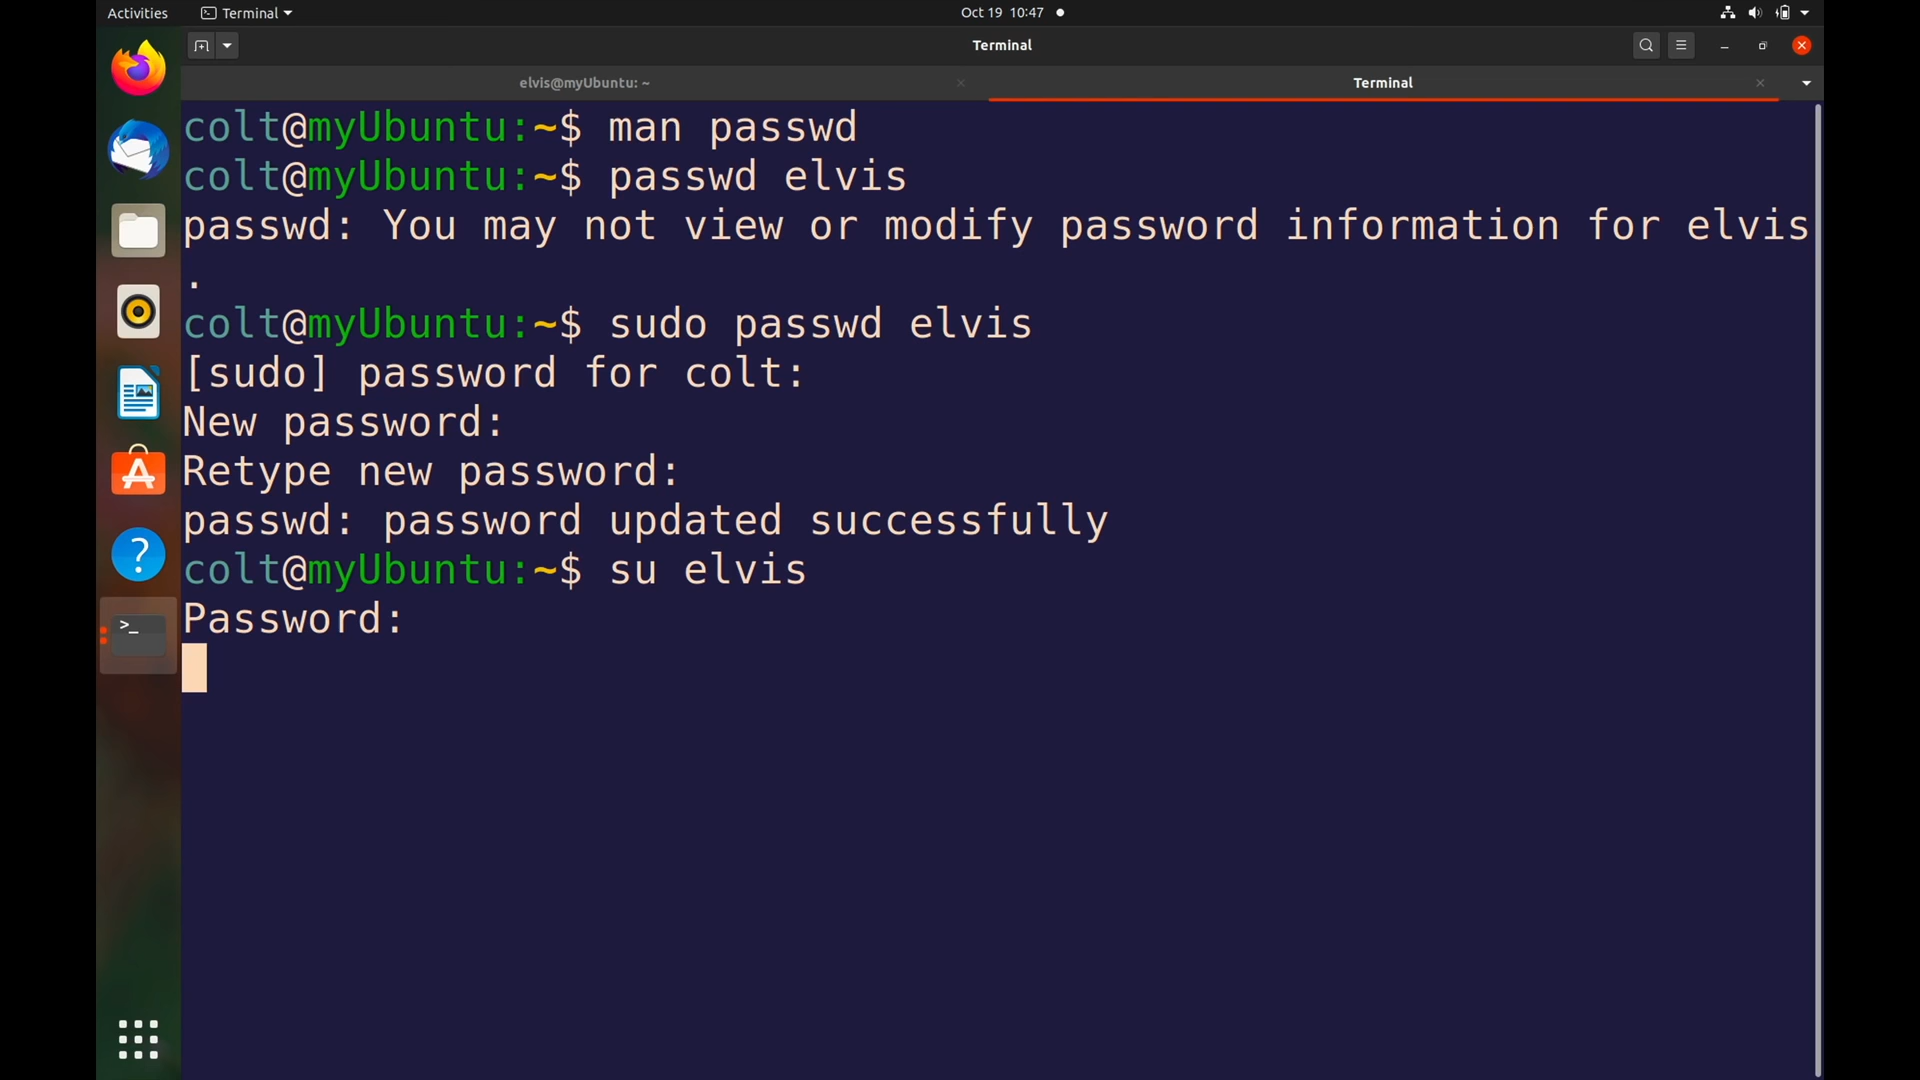 Activities
Terminal
Oct 19 10:47
Terminal
elvis@myUbuntu: ~
Terminal
colt@myUbuntu:~$ man passwd
colt@myUbuntu:~$ passwd elvis
passwd: You may not view or modify password information for elvis
.
colt@myUbuntu:~$ sudo passwd elvis
[sudo] password for colt:
New password:
Retype new password:
passwd: password updated successfully
colt@myUbuntu:~$ su elvis
Password: